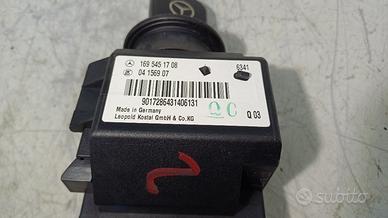 169 545 17 08
6341
04 1569 07
9017286431406131
Made in Germany
Leopold Kostal GmbH & Co.KG
QC
Q 03
2
subito